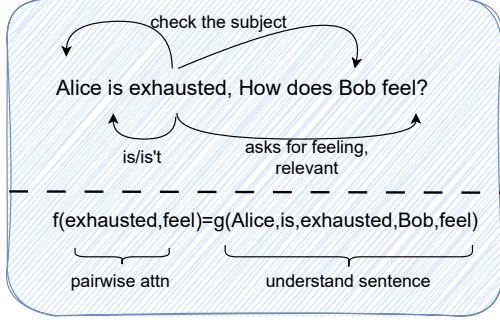 check the subject
Alice is exhausted, How does Bob feel?
is/is't
asks for feeling,
relevant
f(exhausted,feel)=g(Alice,is,exhausted,Bob,feel)
pairwise attn
understand sentence